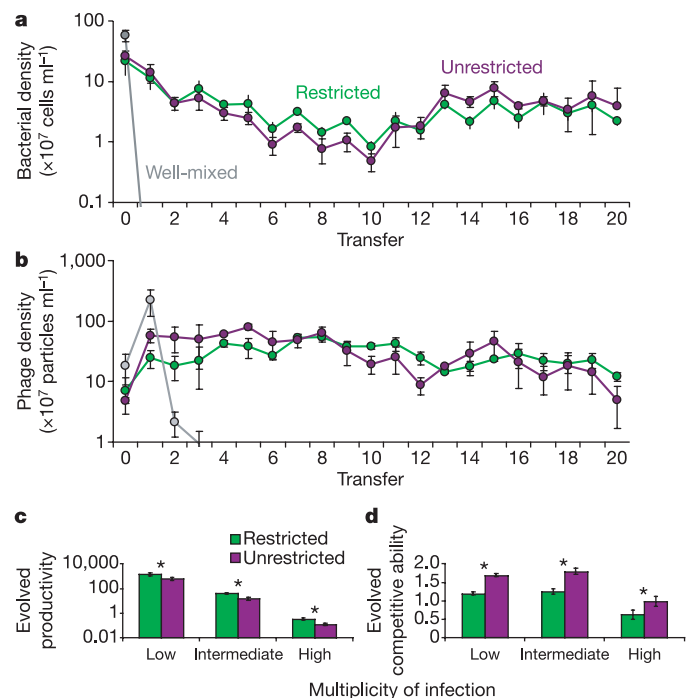 a
Bacterial density
(×10⁷ cells ml⁻¹)
100
10
1
0.1
Restricted
Unrestricted
Well-mixed
0 2 4 6 8 10 12 14 16 18 20
Transfer
b
Phage density
(×10⁷ particles ml⁻¹)
1,000
100
10
1
0 2 4 6 8 10 12 14 16 18 20
Transfer
c
Evolved
productivity
10,000
100
1
0.01
Restricted
Unrestricted
* * *
Low Intermediate High
d
Evolved
competitive ability
2.0
1.5
1.0
0.5
0
* * *
Low Intermediate High
Multiplicity of infection